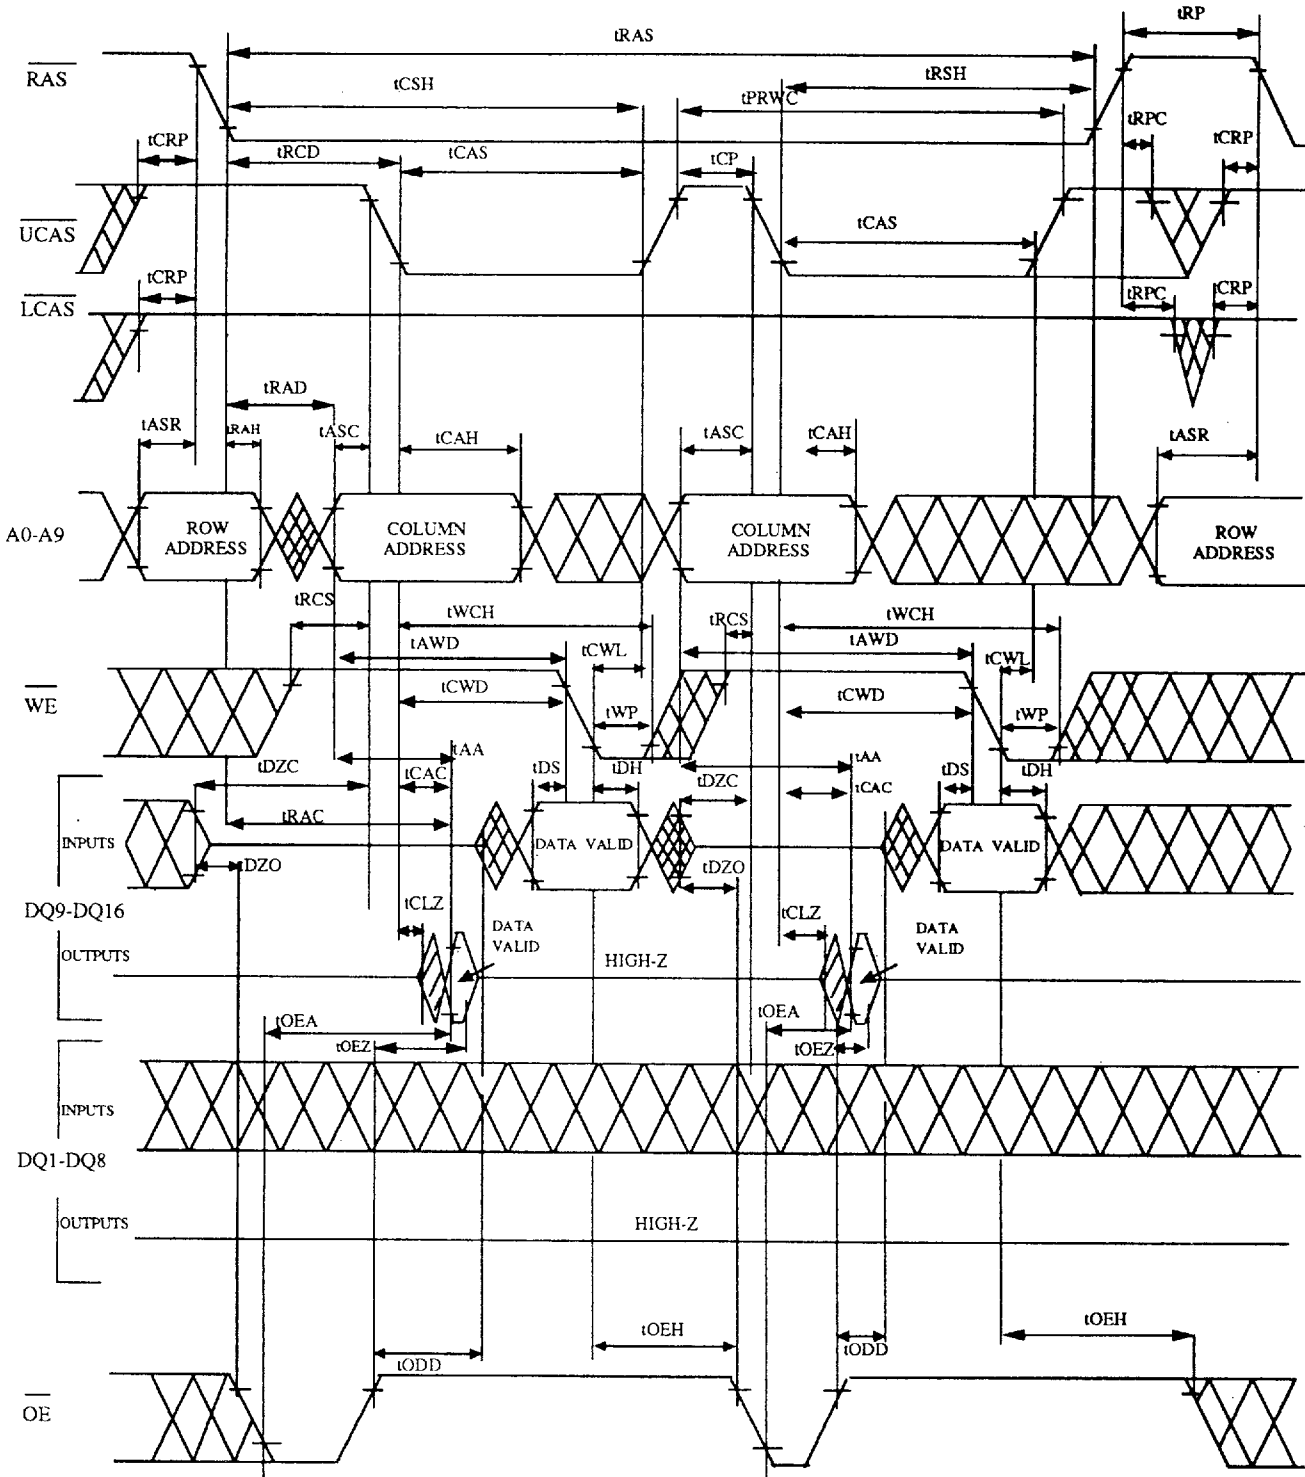 tRP
tRAS
RAS
tRSH
tCSH
tPRWC
tRPC
tCRP
tCRP
tRCD
tCAS
tCP
UCAS
tCAS
tCRP
LCAS
tRPC
tCRP
tRAD
tASR
tRAH
tASC
tCAH
tASC
tCAH
tASR
A0-A9
ROW
ADDRESS
COLUMN
ADDRESS
COLUMN
ADDRESS
ROW
ADDRESS
tRCS
tWCH
tRCS
tWCH
tAWD
tCWL
tAWD
tCWL
WE
tCWD
tWP
tCWD
tWP
tDZC
tAA
tCAC
tDS
tDH
tDZC
tAA
tCAC
tDS
tDH
tRAC
INPUTS
DATA VALID
DATA VALID
tDZO
tDZO
DQ9-DQ16
tCLZ
DATA
VALID
tCLZ
DATA
VALID
OUTPUTS
HIGH-Z
tOEA
tOEZ
tOEA
tOEZ
INPUTS
DQ1-DQ8
OUTPUTS
HIGH-Z
tODD
tOEH
tODD
tOEH
OE